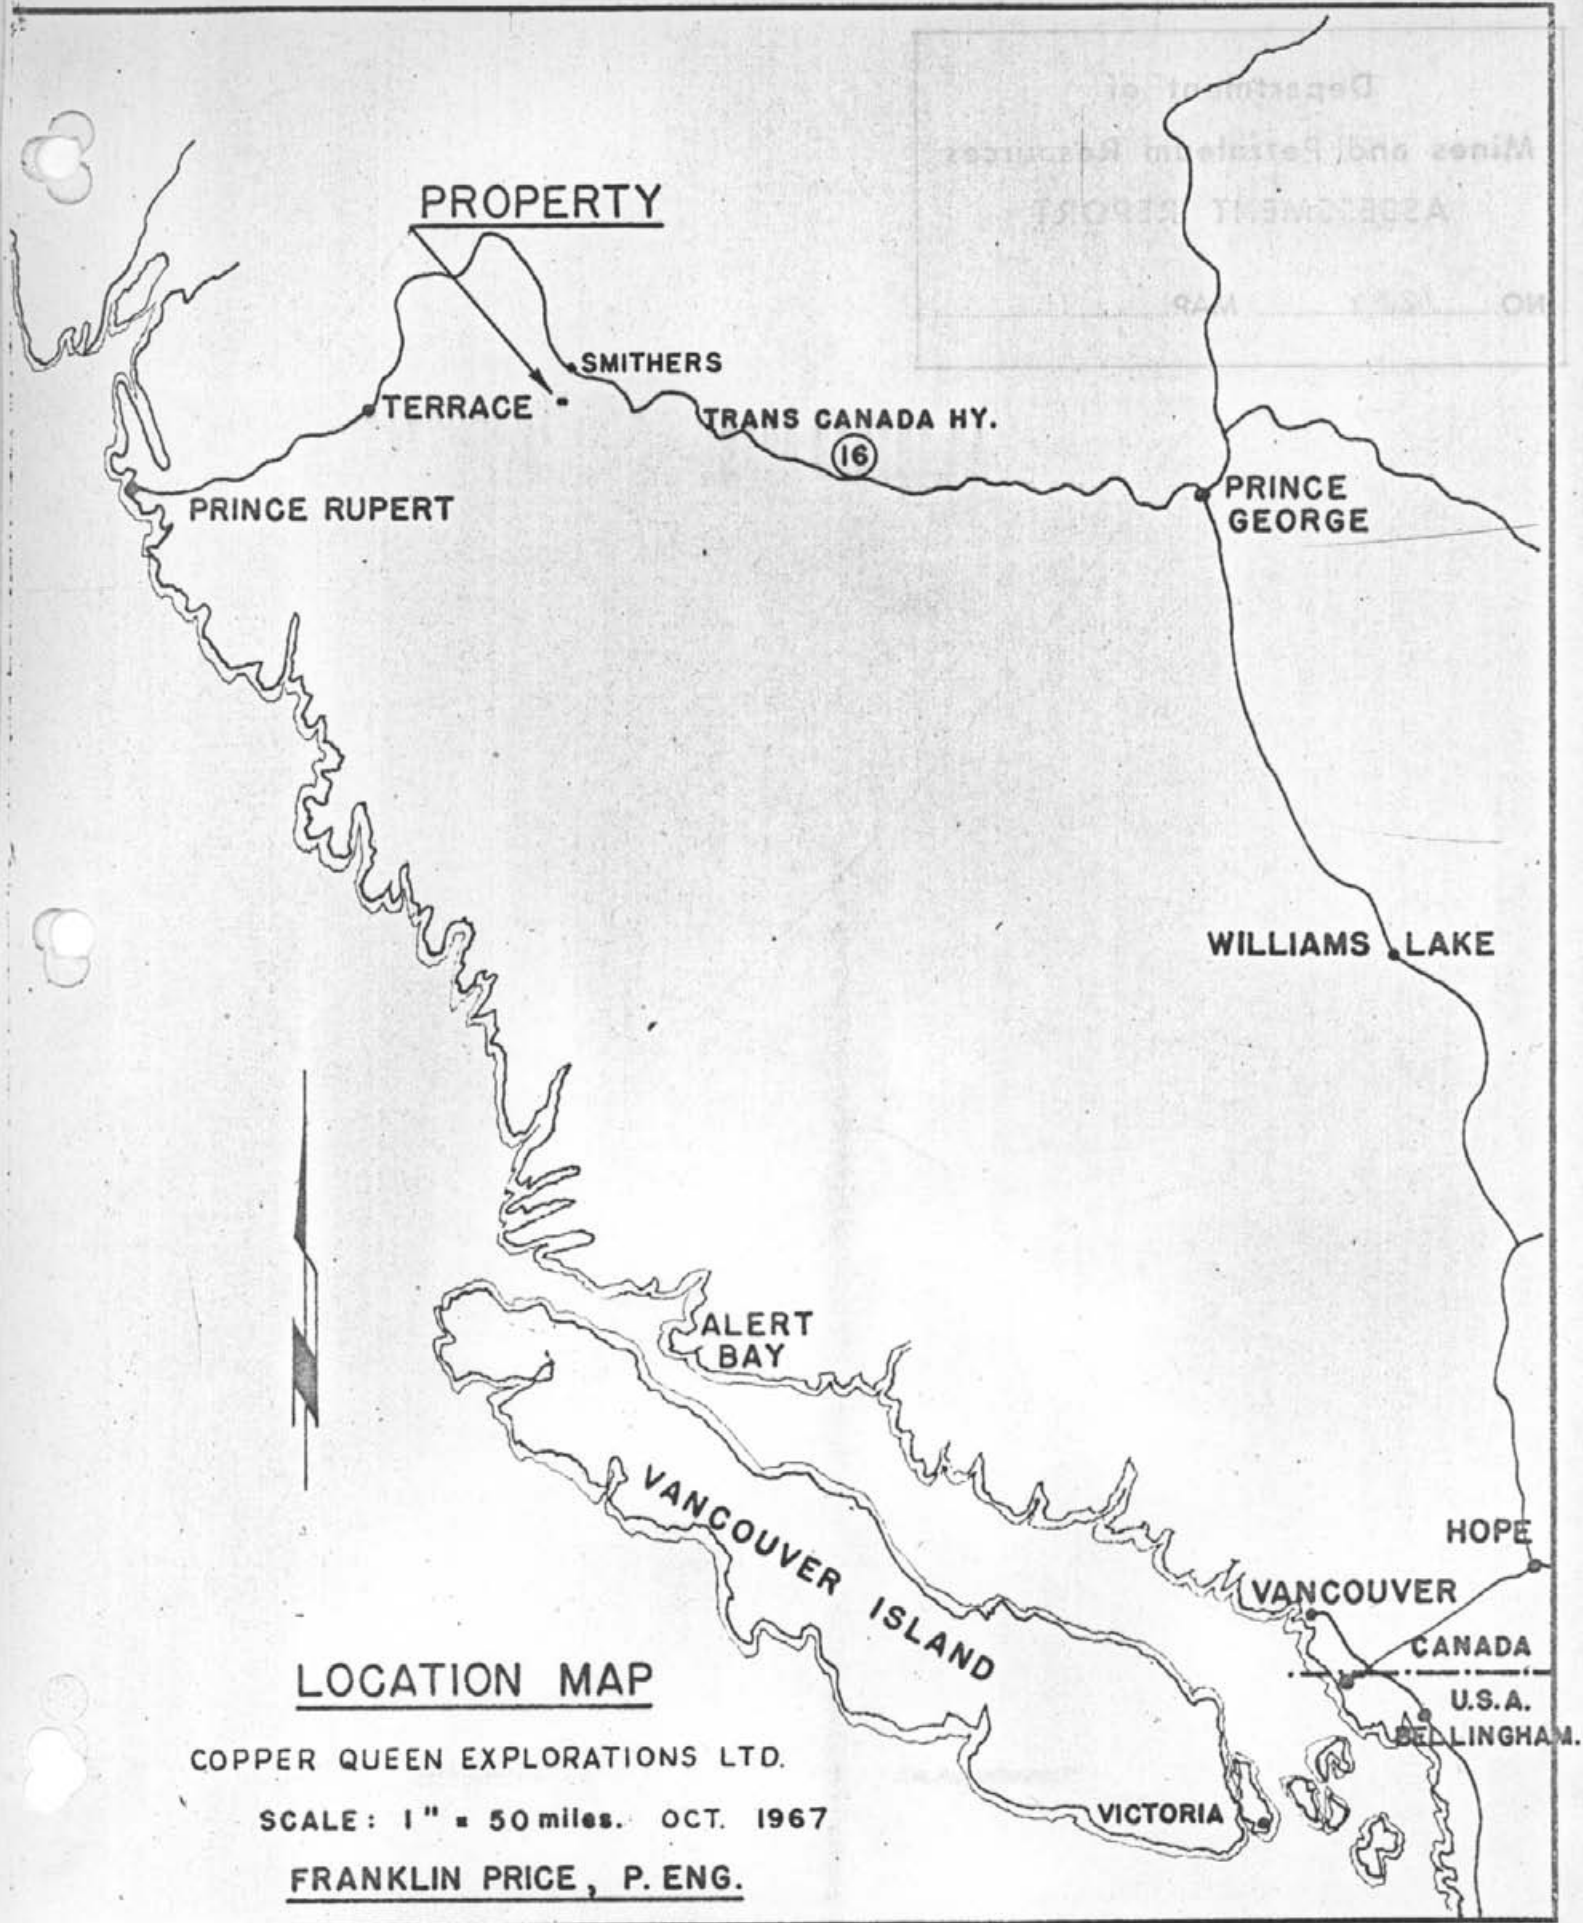 Department of
Mines and Petroleum Resources
ASSESSMENT REPORT
NO. MAP
PROPERTY
SMITHERS
TERRACE
TRANS CANADA HY.
16
PRINCE RUPERT
PRINCE
GEORGE
WILLIAMS LAKE
ALERT
BAY
VANCOUVER ISLAND
HOPE
VANCOUVER
CANADA
U.S.A.
BELLINGHAM.
VICTORIA
LOCATION MAP
COPPER QUEEN EXPLORATIONS LTD.
SCALE: 1" = 50 miles. OCT. 1967
FRANKLIN PRICE, P. ENG.